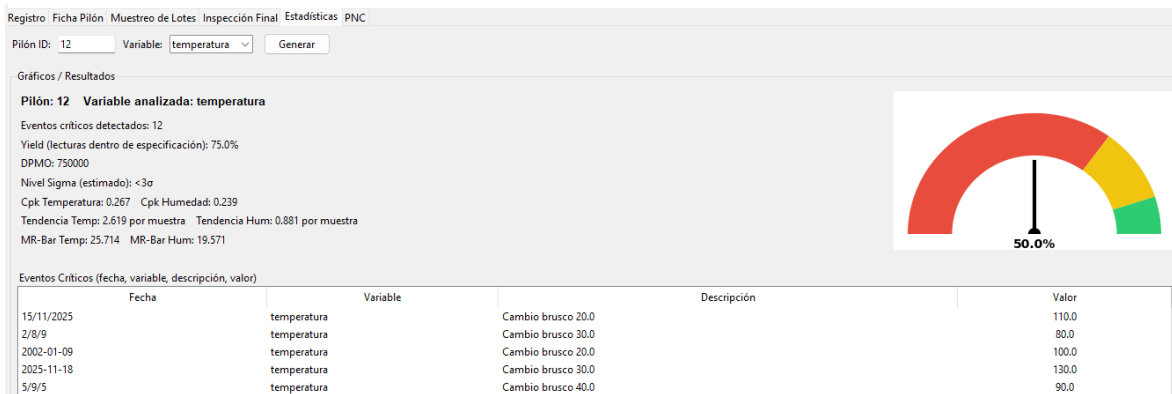 Registro Ficha Pilón Muestreo de Lotes Inspección Final Estadísticas PNC
Pilón ID: 12 Variable: temperatura Generar
Gráficos / Resultados
Pilón: 12 Variable analizada: temperatura
Eventos críticos detectados: 12
Yield (lecturas dentro de especificación): 75.0%
DPMO: 750000
Nivel Sigma (estimado): <3σ
Cpk Temperatura: 0.267 Cpk Humedad: 0.239
Tendencia Temp: 2.619 por muestra Tendencia Hum: 0.881 por muestra
MR-Bar Temp: 25.714 MR-Bar Hum: 19.571
50.0%
Eventos Críticos (fecha, variable, descripción, valor)
Fecha Variable Descripción Valor
15/11/2025 temperatura Cambio brusco 20.0 110.0
2/8/9 temperatura Cambio brusco 30.0 80.0
2002-01-09 temperatura Cambio brusco 20.0 100.0
2025-11-18 temperatura Cambio brusco 30.0 130.0
5/9/5 temperatura Cambio brusco 40.0 90.0